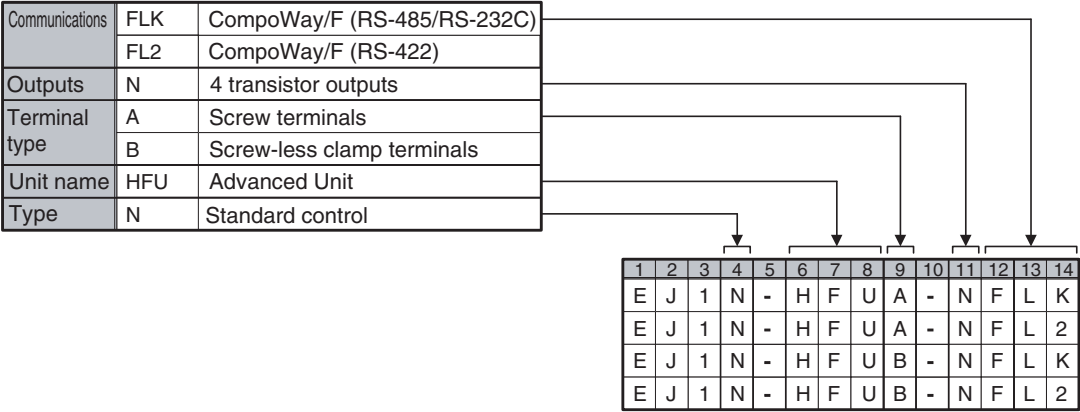 Communications FLK CompoWay/F (RS-485/RS-232C)
FL2 CompoWay/F (RS-422)
Outputs N 4 transistor outputs
Terminal type A Screw terminals
B Screw-less clamp terminals
Unit name HFU Advanced Unit
Type N Standard control
1 2 3 4 5 6 7 8 9 10 11 12 13 14
E J 1 N - H F U A - N F L K
E J 1 N - H F U A - N F L 2
E J 1 N - H F U B - N F L K
E J 1 N - H F U B - N F L 2